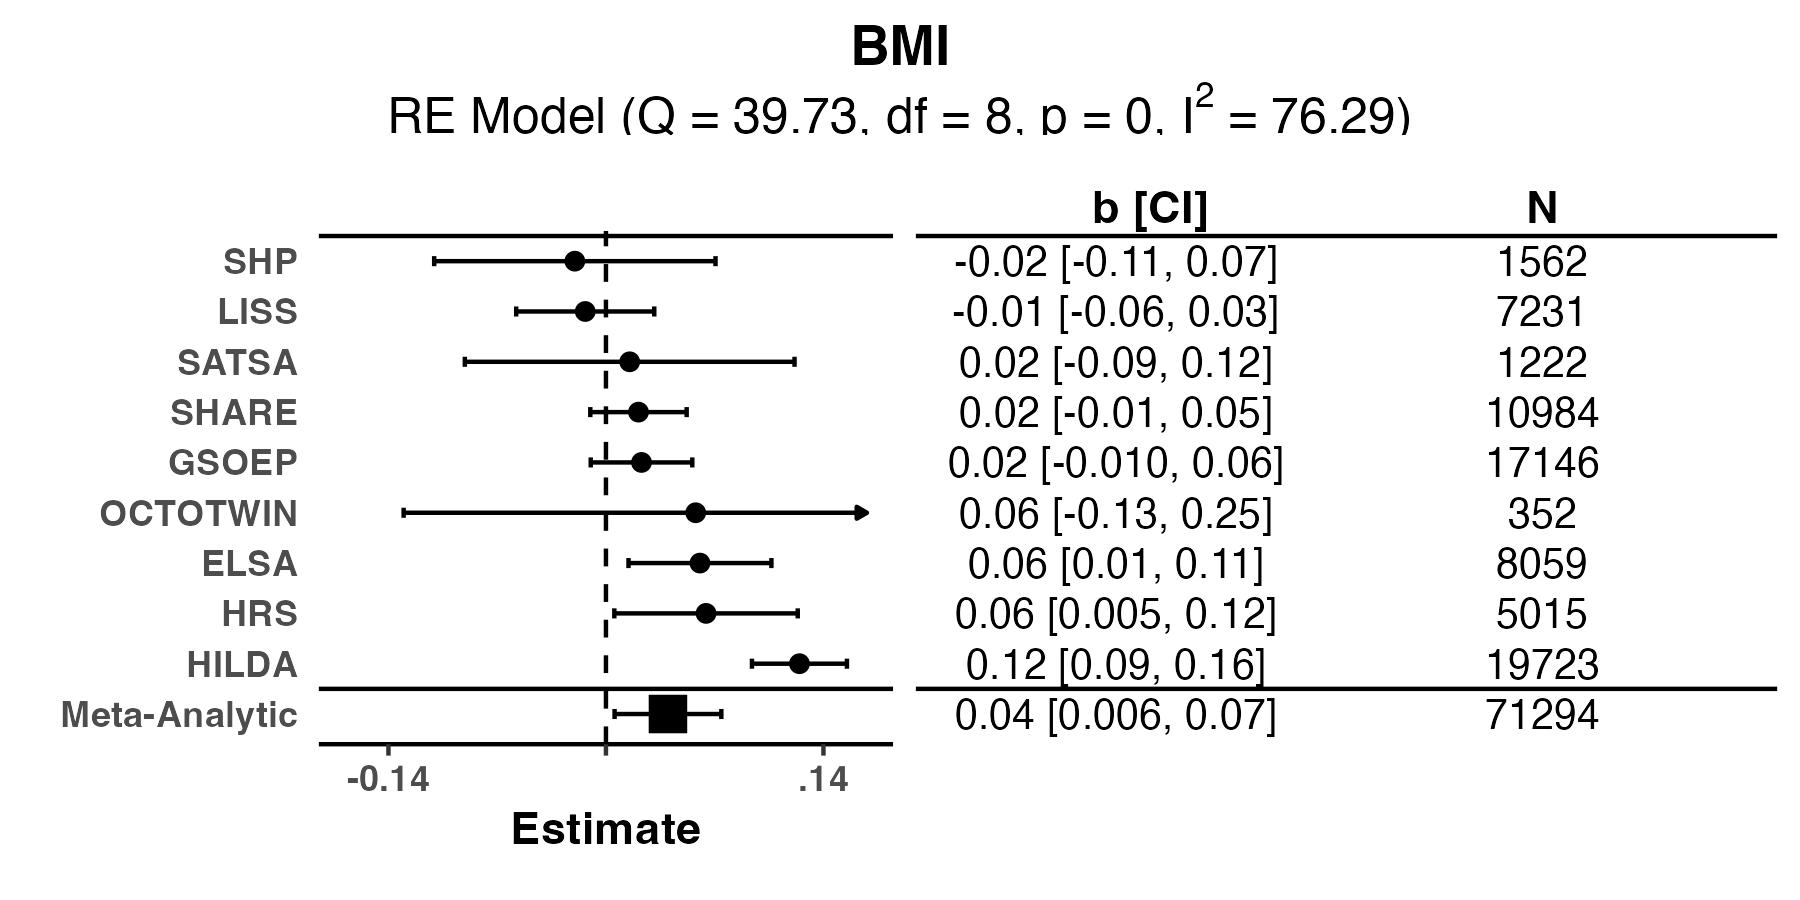 BMI
RE Model (Q = 39.73, df = 8, p = 0, I² = 76.29)
b [CI] N
SHP -0.02 [-0.11, 0.07] 1562
LISS -0.01 [-0.06, 0.03] 7231
SATSA 0.02 [-0.09, 0.12] 1222
SHARE 0.02 [-0.01, 0.05] 10984
GSOEP 0.02 [-0.010, 0.06] 17146
OCTOTWIN 0.06 [-0.13, 0.25] 352
ELSA 0.06 [0.01, 0.11] 8059
HRS 0.06 [0.005, 0.12] 5015
HILDA 0.12 [0.09, 0.16] 19723
Meta-Analytic 0.04 [0.006, 0.07] 71294
-0.14 .14
Estimate